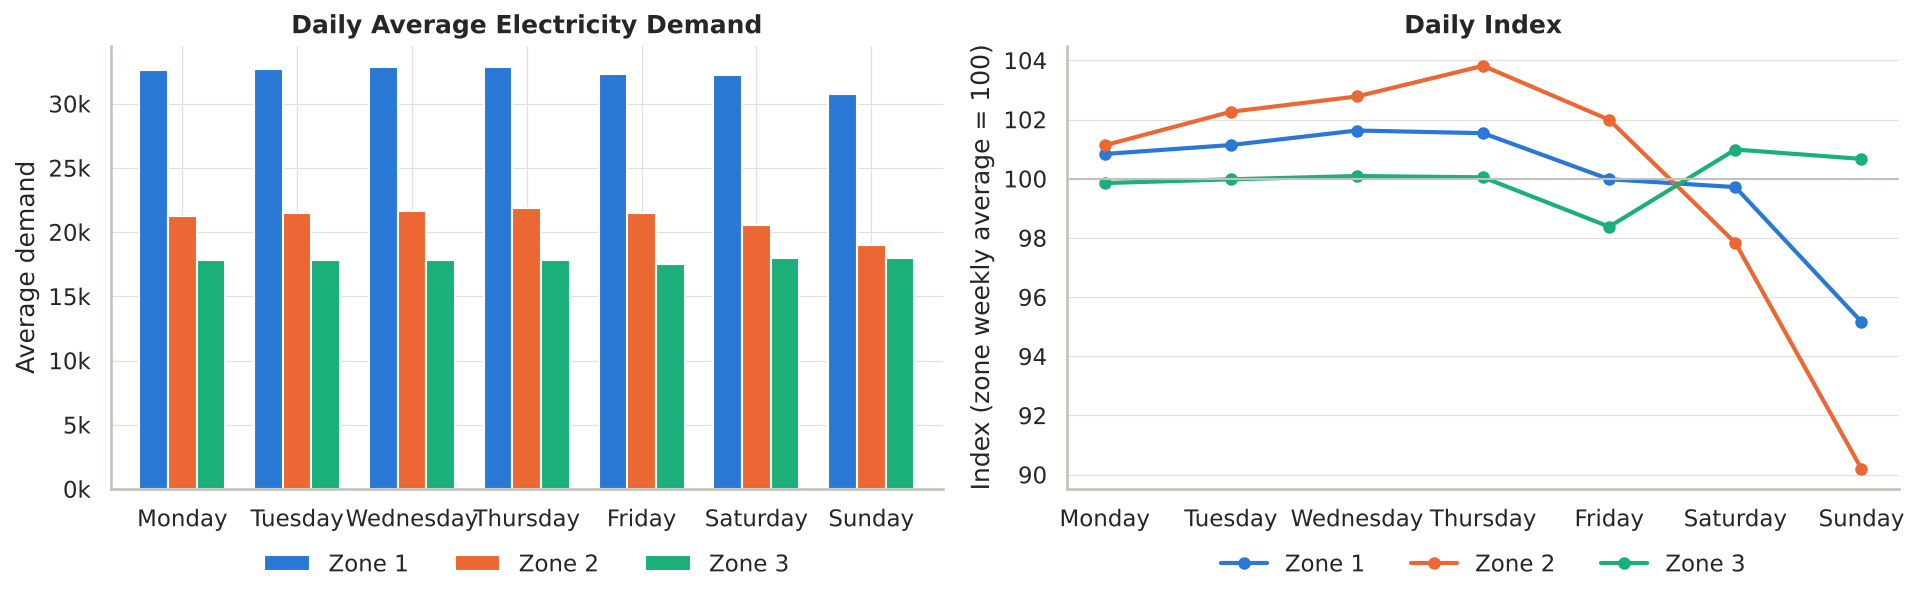 Daily Average Electricity Demand
Average demand
30k
25k
20k
15k
10k
5k
0k
Monday Tuesday Wednesday Thursday Friday Saturday Sunday
Zone 1 Zone 2 Zone 3
Daily Index
Index (zone weekly average = 100)
104
102
100
98
96
94
92
90
Monday Tuesday Wednesday Thursday Friday Saturday Sunday
Zone 1 Zone 2 Zone 3